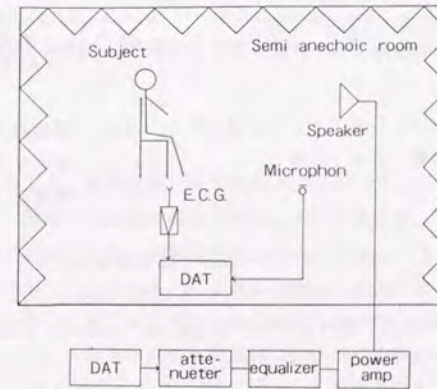 Subject
Semi anechoic room
Speaker
Microphon
E.C.G.
DAT
DAT
atte-
nueter
equalizer
power
amp